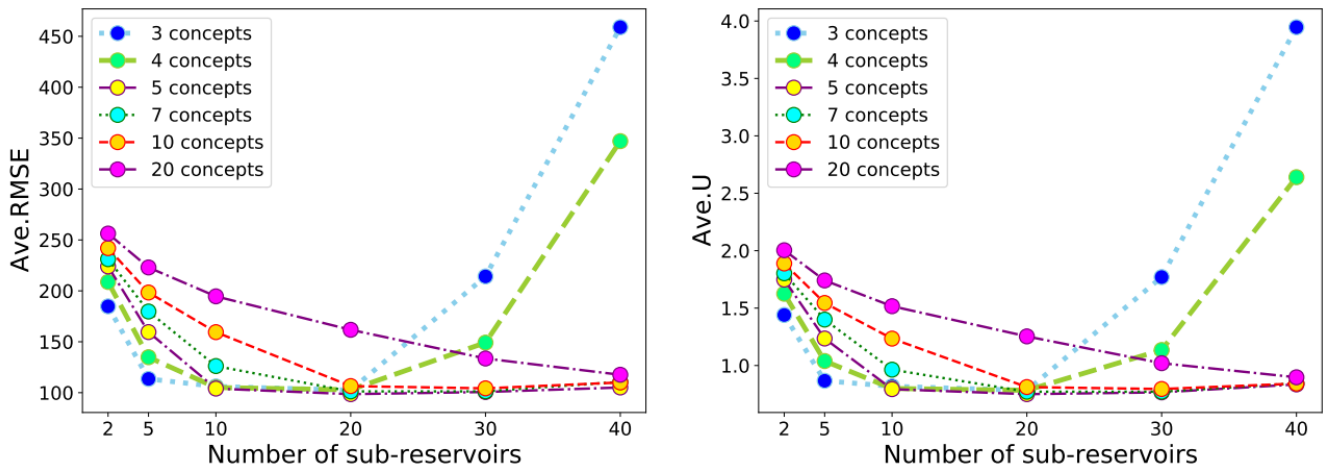 450
400
350
300
250
200
150
100
Ave.RMSE
3 concepts
4 concepts
5 concepts
7 concepts
10 concepts
20 concepts
2 5 10 20 30 40
Number of sub-reservoirs
4.0
3.5
3.0
2.5
2.0
1.5
1.0
Ave.U
3 concepts
4 concepts
5 concepts
7 concepts
10 concepts
20 concepts
2 5 10 20 30 40
Number of sub-reservoirs